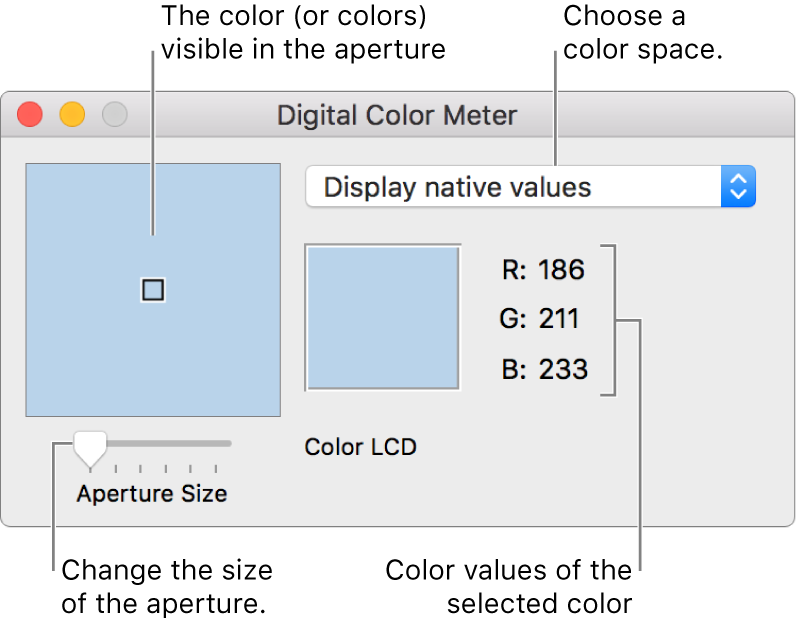 The color (or colors)
visible in the aperture
Choose a
color space.
Digital Color Meter
Display native values
R: 186
G: 211
B: 233
Color LCD
Aperture Size
Change the size
of the aperture.
Color values of the
selected color